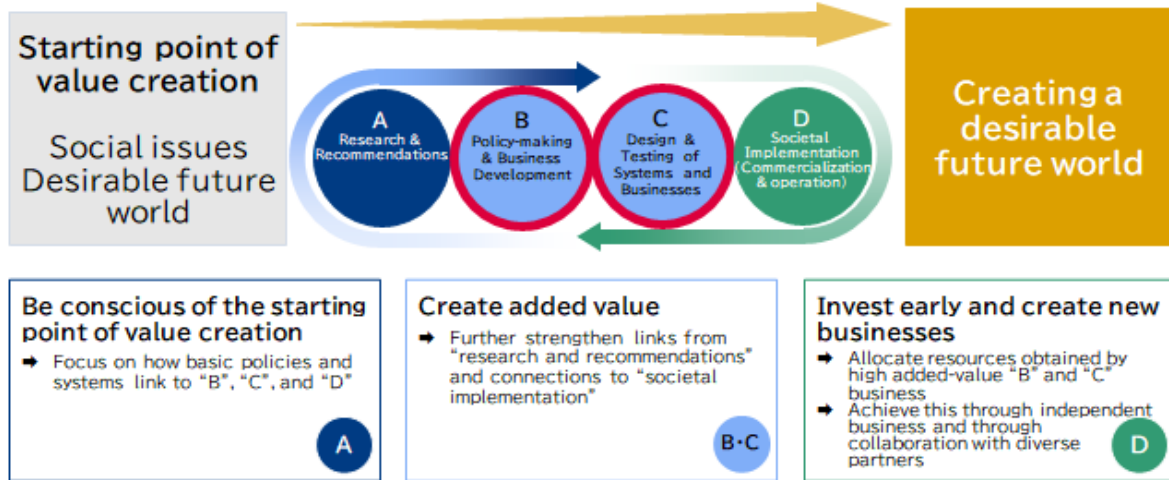 Starting point of
value creation
Social issues
Desirable future
world
A
Research &
Recommendations
B
Policy-making
& Business
Development
C
Design &
Testing of
Systems and
Businesses
D
Societal
Implementation
(Commercialization
& operation)
Creating a
desirable
future world
Be conscious of the starting
point of value creation
➡ Focus on how basic policies and
systems link to “B”, “C”, and “D”
A
Create added value
➡ Further strengthen links from
“research and recommendations”
and connections to “societal
implementation”
B・C
Invest early and create new
businesses
➡ Allocate resources obtained by
high added-value “B” and “C”
business
➡ Achieve this through independent
business and through
collaboration with diverse
partners
D